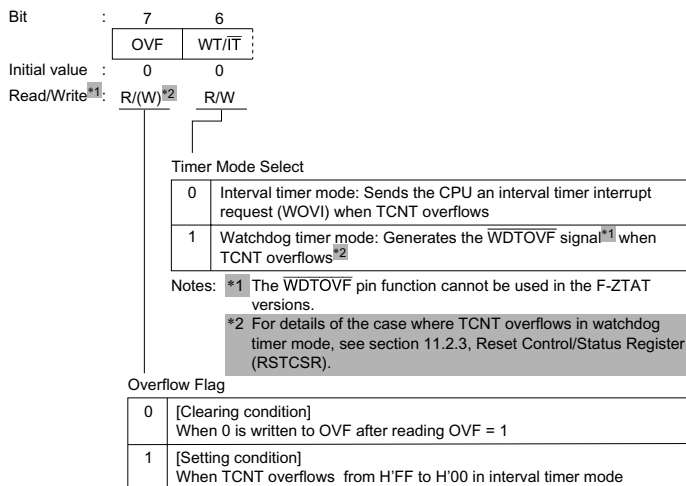 Bit : 7 6
OVF WT/IT
Initial value : 0 0
Read/Write*1: R/(W)*2 R/W
Timer Mode Select
0 Interval timer mode: Sends the CPU an interval timer interrupt
request (WOVI) when TCNT overflows
1 Watchdog timer mode: Generates the WDTOVF signal*1 when
TCNT overflows*2
Notes: *1 The WDTOVF pin function cannot be used in the F-ZTAT
versions.
*2 For details of the case where TCNT overflows in watchdog
timer mode, see section 11.2.3, Reset Control/Status Register
(RSTCSR).
Overflow Flag
0 [Clearing condition]
When 0 is written to OVF after reading OVF = 1
1 [Setting condition]
When TCNT overflows from H'FF to H'00 in interval timer mode